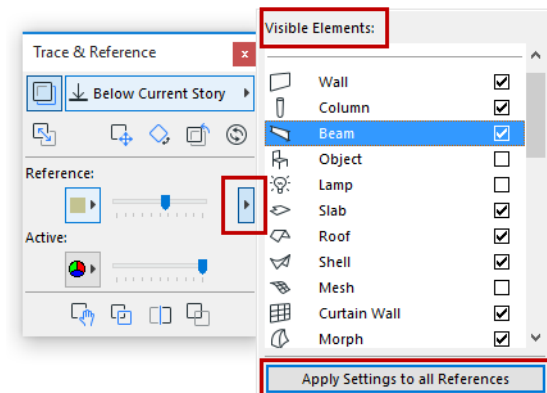 Trace & Reference
x
Below Current Story
Reference:
Active:
Visible Elements:
Wall
Column
Beam
Object
Lamp
Slab
Roof
Shell
Mesh
Curtain Wall
Morph
Apply Settings to all References